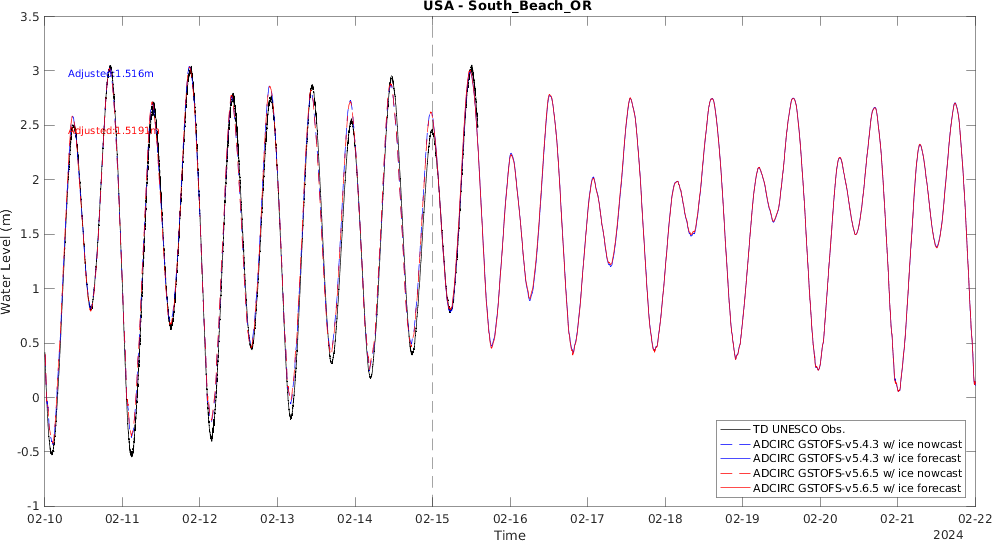 USA - South_Beach_OR
3.5
3
2.5
2
1.5
1
0.5
0
-0.5
-1
Water Level (m)
Adjusted:1.516m
Adjusted:1.5191m
TD UNESCO Obs.
ADCIRC GSTOFS-v5.4.3 w/ ice nowcast
ADCIRC GSTOFS-v5.4.3 w/ ice forecast
ADCIRC GSTOFS-v5.6.5 w/ ice nowcast
ADCIRC GSTOFS-v5.6.5 w/ ice forecast
02-10 02-11 02-12 02-13 02-14 02-15 02-16 02-17 02-18 02-19 02-20 02-21 02-22
Time
2024